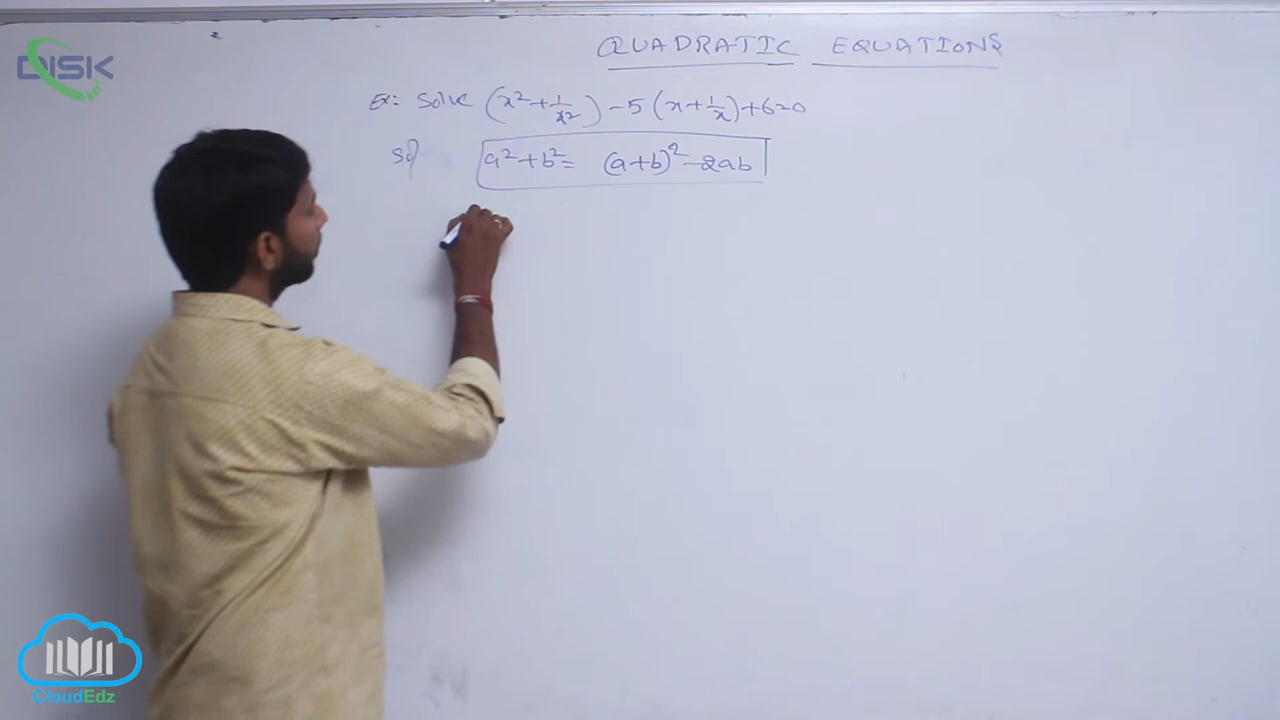 DISK
QUADRATIC EQUATIONS
Ex: Solve (x² + 1/x²) - 5 (x + 1/x) + 6 = 0
Sol
a² + b² = (a+b)² - 2ab
CloudEdz